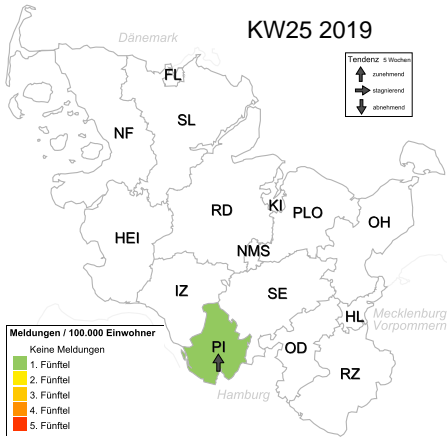 KW25 2019
Dänemark
Tendenz 5 Wochen
zunehmend
stagnierend
abnehmend
FL
SL
NF
RD
KI
PLO
OH
HEI
NMS
IZ
SE
HL
Mecklenburg
Vorpommern
PI
OD
RZ
Hamburg
Meldungen / 100.000 Einwohner
Keine Meldungen
1. Fünftel
2. Fünftel
3. Fünftel
4. Fünftel
5. Fünftel